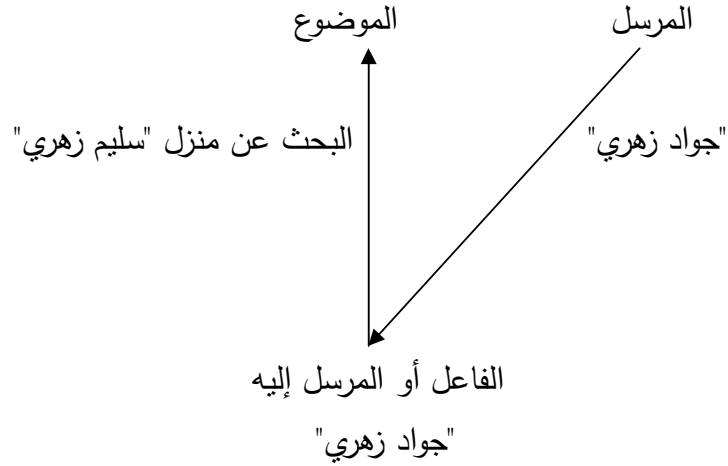 المرسل
الموضوع
"جواد زهري"
البحث عن منزل "سليم زهري"
الفاعل أو المرسل إليه
"جواد زهري"